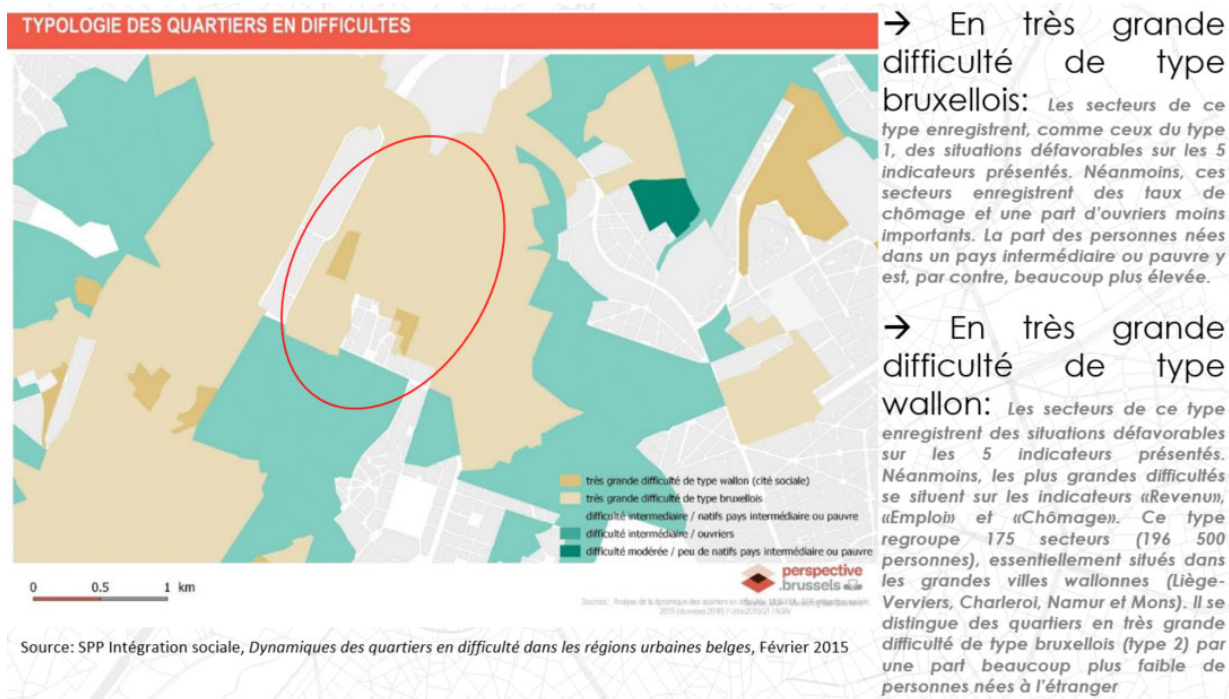 TYPOLOGIE DES QUARTIERS EN DIFFICULTES
très grande difficulté de type wallon (cité sociale)
très grande difficulté de type bruxellois
difficulté intermediaire / natifs pays intermédiaire ou pauvre
difficulté intermédiaire / ouvriers
difficulté modérée / peu de natifs pays intermédiaire ou pauvre
0 0.5 1 km
perspective
.brussels
Source: SPP Intégration sociale, Dynamiques des quartiers en difficulté dans les régions urbaines belges, Février 2015
→ En très grande
difficulté de type
bruxellois: Les secteurs de ce
type enregistrent, comme ceux du type
1, des situations défavorables sur les 5
indicateurs présentés. Néanmoins, ces
secteurs enregistrent des taux de
chômage et une part d'ouvriers moins
importants. La part des personnes nées
dans un pays intermédiaire ou pauvre y
est, par contre, beaucoup plus élevée.
→ En très grande
difficulté de type
wallon: Les secteurs de ce type
enregistrent des situations défavorables
sur les 5 indicateurs présentés.
Néanmoins, les plus grandes difficultés
se situent sur les indicateurs «Revenu»,
«Emploi» et «Chômage». Ce type
regroupe 175 secteurs (196 500
personnes), essentiellement situés dans
les grandes villes wallonnes (Liège-
Verviers, Charleroi, Namur et Mons). Il se
distingue des quartiers en très grande
difficulté de type bruxellois (type 2) par
une part beaucoup plus faible de
personnes nées à l'étranger